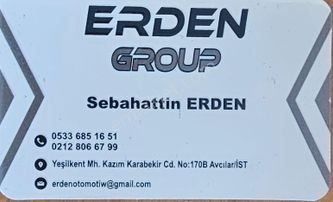 ERDEN
GROUP
Sebahattin ERDEN
0533 685 16 51
0212 806 67 99
Yeşilkent Mh. Kazım Karabekir Cd. No:170B Avcılar/İST
erdenotomotiw@gmail.com